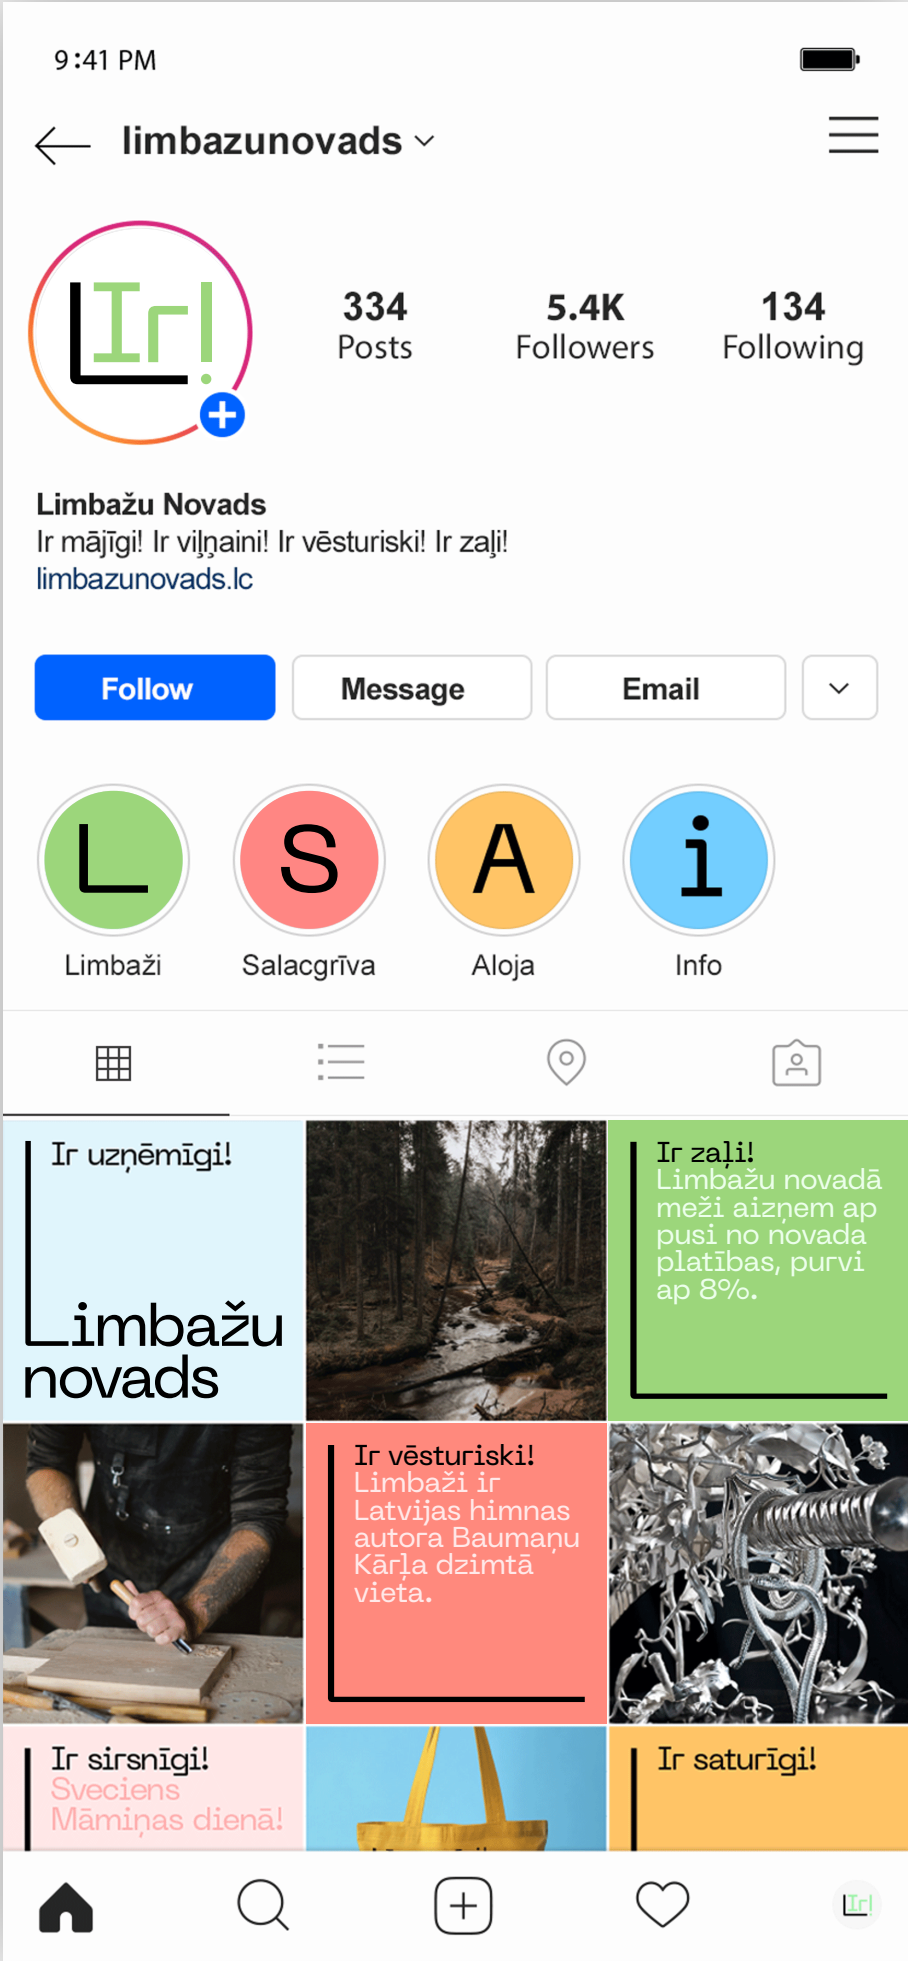 9:41 PM
limbazunovads
Ir!
334
Posts
5.4K
Followers
134
Following
Limbažu Novads
Ir mājīgi! Ir viļņaini! Ir vēsturiski! Ir zaļi!
limbazunovads.lc
Follow
Message
Email
L
S
A
i
Limbaži
Salacgrīva
Aloja
Info
Ir uzņēmīgi!
Limbažu
novads
Ir zaļi!
Limbažu novadā
meži aizņem ap
pusi no novada
platības, purvi
ap 8%.
Ir vēsturiski!
Limbaži ir
Latvijas himnas
autora Baumaņu
Kārļa dzimtā
vieta.
Ir sirsnīgi!
Sveciens
Māmiņas dienā!
Ir saturīgi!
Ir!